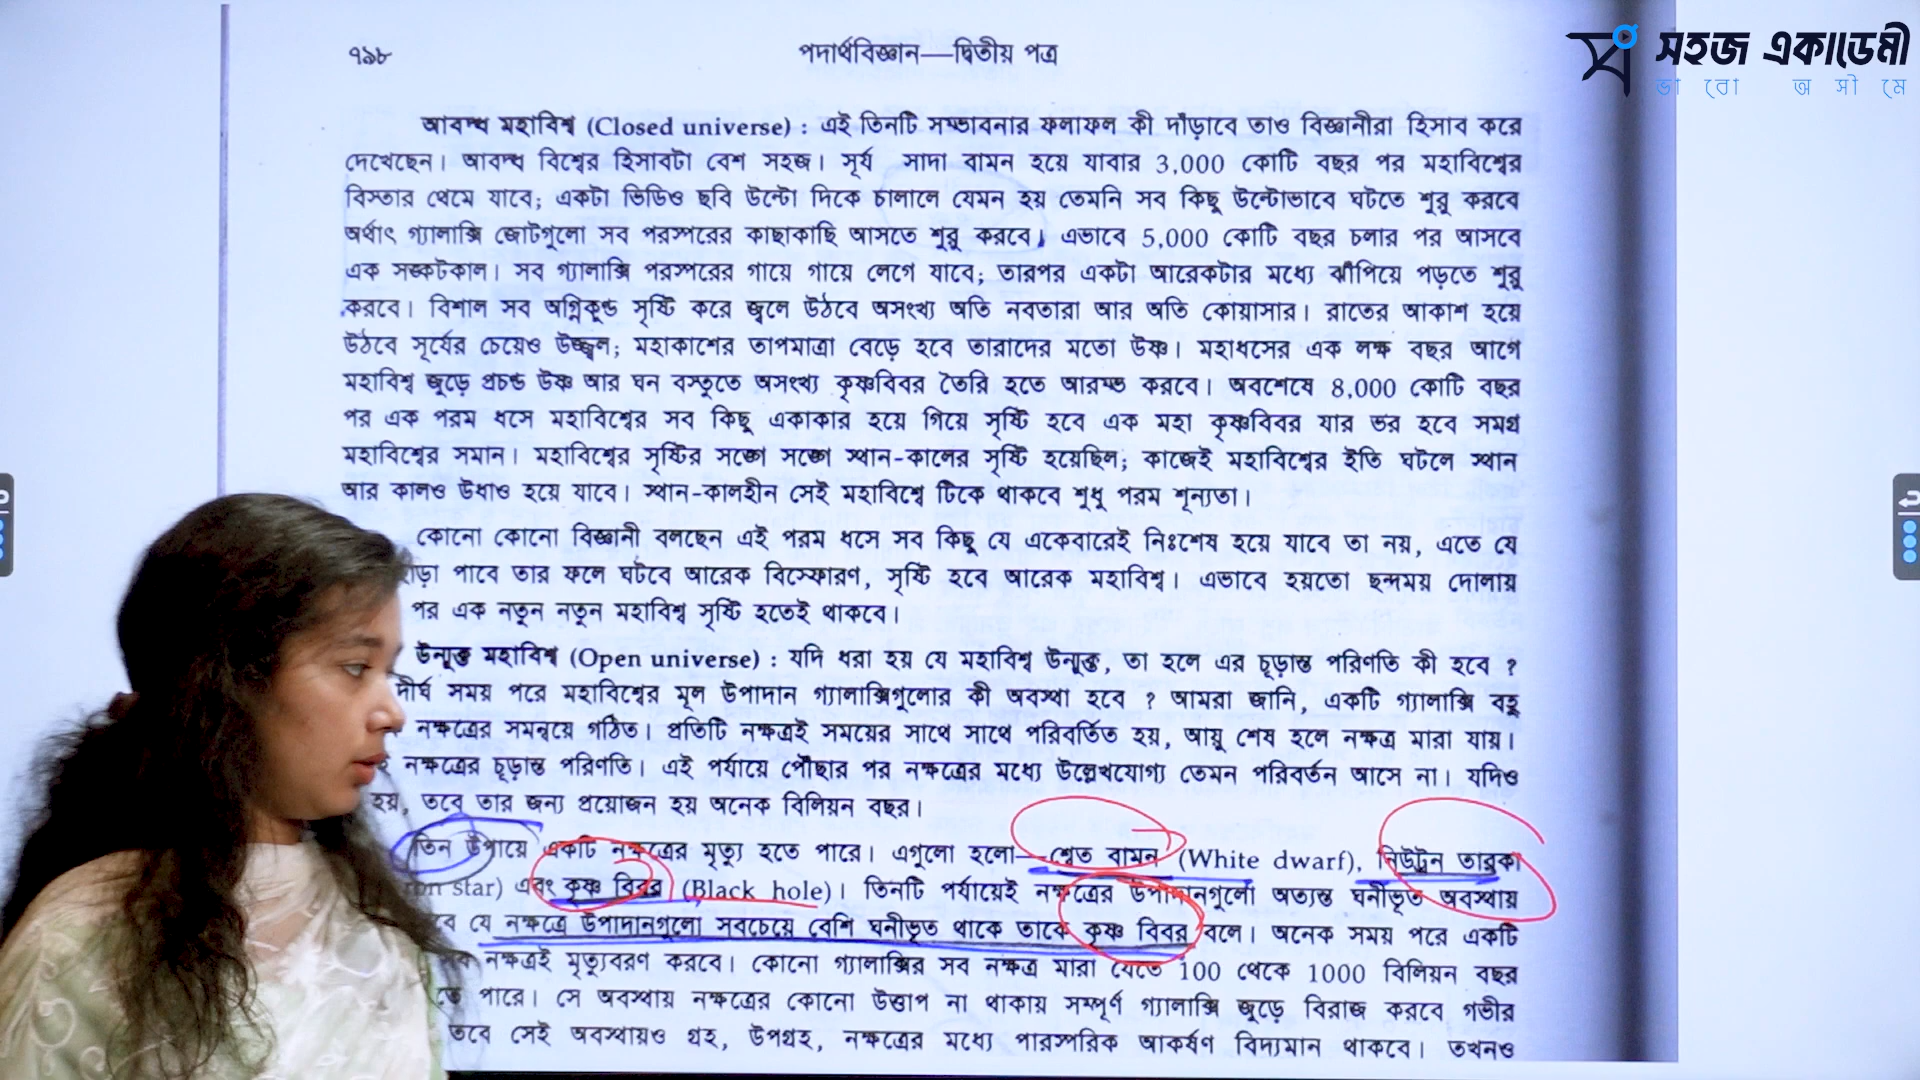 সহজ একাডেমী
ভাবো অসীমে
৭৯৮
পদার্থবিজ্ঞান—দ্বিতীয় পত্র
আবদ্ধ মহাবিশ্ব (Closed universe) : এই তিনটি সম্ভাবনার ফলাফল কী দাঁড়াবে তাও বিজ্ঞানীরা হিসাব করে
দেখেছেন। আবদ্ধ বিশ্বের হিসাবটা বেশ সহজ। সূর্য সাদা বামন হয়ে যাবার 3,000 কোটি বছর পর মহাবিশ্বের
বিস্তার থেমে যাবে; একটা ভিডিও ছবি উল্টো দিকে চালালে যেমন হয় তেমনি সব কিছু উল্টোভাবে ঘটতে শুরু করবে
অর্থাৎ গ্যালাক্সি জোটগুলো সব পরস্পরের কাছাকাছি আসতে শুরু করবে। এভাবে 5,000 কোটি বছর চলার পর আসবে
এক সঙ্কটকাল। সব গ্যালাক্সি পরস্পরের গায়ে গায়ে লেগে যাবে; তারপর একটা আরেকটার মধ্যে ঝাঁপিয়ে পড়তে শুরু
করবে। বিশাল সব অগ্নিকুণ্ড সৃষ্টি করে জ্বলে উঠবে অসংখ্য অতি নবতারা আর অতি কোয়াসার। রাতের আকাশ হয়ে
উঠবে সূর্যের চেয়েও উজ্জ্বল; মহাকাশের তাপমাত্রা বেড়ে হবে তারাদের মতো উষ্ণ। মহাধসের এক লক্ষ বছর আগে
মহাবিশ্ব জুড়ে প্রচন্ড উষ্ণ আর ঘন বস্তুতে অসংখ্য কৃষ্ণবিবর তৈরি হতে আরম্ভ করবে। অবশেষে 8,000 কোটি বছর
পর এক পরম ধসে মহাবিশ্বের সব কিছু একাকার হয়ে গিয়ে সৃষ্টি হবে এক মহা কৃষ্ণবিবর যার ভর হবে সমগ্র
মহাবিশ্বের সমান। মহাবিশ্বের সৃষ্টির সঙ্গে সঙ্গে স্থান-কালের সৃষ্টি হয়েছিল; কাজেই মহাবিশ্বের ইতি ঘটলে স্থান
আর কালও উধাও হয়ে যাবে। স্থান-কালহীন সেই মহাবিশ্বে টিকে থাকবে শুধু পরম শূন্যতা।
কোনো কোনো বিজ্ঞানী বলছেন এই পরম ধসে সব কিছু যে একেবারেই নিঃশেষ হয়ে যাবে তা নয়, এতে যে
পাবে তার ফলে ঘটবে আরেক বিস্ফোরণ, সৃষ্টি হবে আরেক মহাবিশ্ব। এভাবে হয়তো ছন্দময় দোলায়
পর এক নতুন নতুন মহাবিশ্ব সৃষ্টি হতেই থাকবে।
উন্মুক্ত মহাবিশ্ব (Open universe) : যদি ধরা হয় যে মহাবিশ্ব উন্মুক্ত, তা হলে এর চূড়ান্ত পরিণতি কী হবে ?
দীর্ঘ সময় পরে মহাবিশ্বের মূল উপাদান গ্যালাক্সিগুলোর কী অবস্থা হবে ? আমরা জানি, একটি গ্যালাক্সি বহু
নক্ষত্রের সমন্বয়ে গঠিত। প্রতিটি নক্ষত্রই সময়ের সাথে সাথে পরিবর্তিত হয়, আয়ু শেষ হলে নক্ষত্র মারা যায়।
নক্ষত্রের চূড়ান্ত পরিণতি। এই পর্যায়ে পৌঁছার পর নক্ষত্রের মধ্যে উল্লেখযোগ্য তেমন পরিবর্তন আসে না। যদিও
হয়, তবে তার জন্য প্রয়োজন হয় অনেক বিলিয়ন বছর।
তিন উপায়ে একটি নক্ষত্রের মৃত্যু হতে পারে। এগুলো হলো—শ্বেত বামন (White dwarf), নিউট্রন তারকা
star) এবং কৃষ্ণ বিবর (Black hole)। তিনটি পর্যায়েই নক্ষত্রের উপাদানগুলো অত্যন্ত ঘনীভূত অবস্থায়
যে নক্ষত্রে উপাদানগুলো সবচেয়ে বেশি ঘনীভূত থাকে তাকে কৃষ্ণ বিবর বলে। অনেক সময় পরে একটি
নক্ষত্রই মৃত্যুবরণ করবে। কোনো গ্যালাক্সির সব নক্ষত্র মারা যেতে 100 থেকে 1000 বিলিয়ন বছর
পারে। সে অবস্থায় নক্ষত্রের কোনো উত্তাপ না থাকায় সম্পূর্ণ গ্যালাক্সি জুড়ে বিরাজ করবে গভীর
তবে সেই অবস্থায়ও গ্রহ, উপগ্রহ, নক্ষত্রের মধ্যে পারস্পরিক আকর্ষণ বিদ্যমান থাকবে। তখনও